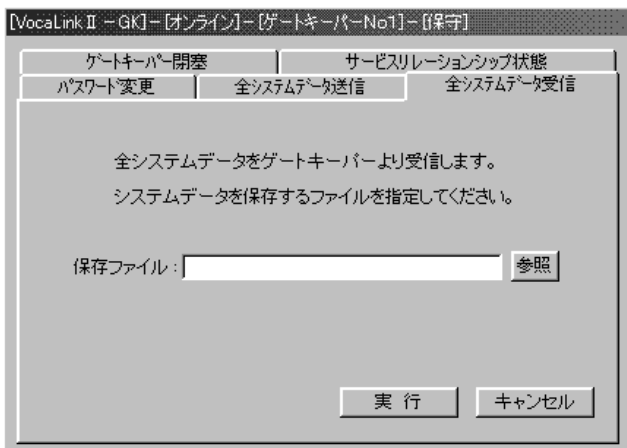 [VocaLinkⅡ－GK]－[オンライン]－[ゲートキーパーNo1]－[保守]
ゲートキーパー閉塞
サービスリレーションシップ状態
パスワード変更
全システムデータ送信
全システムデータ受信
全システムデータをゲートキーパーより受信します。
システムデータを保存するファイルを指定してください。
保存ファイル：
参照
実 行
キャンセル